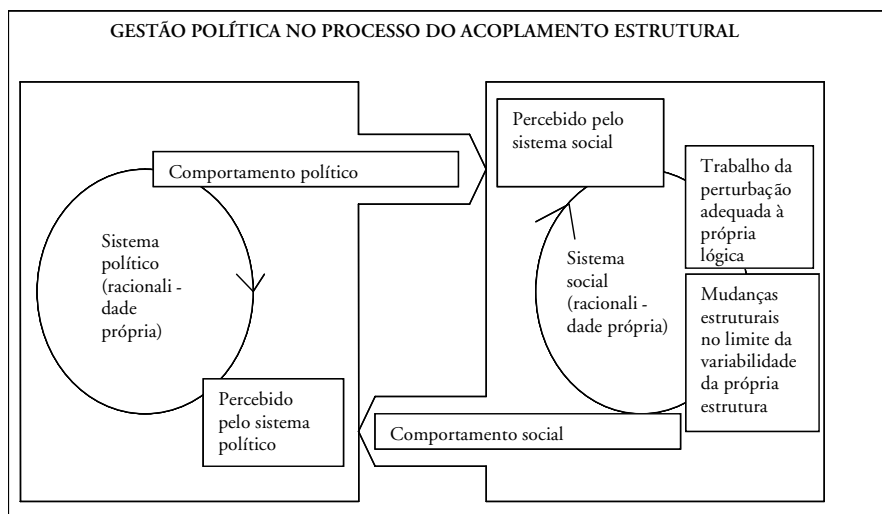 GESTÃO POLÍTICA NO PROCESSO DO ACOPLAMENTO ESTRUTURAL
Comportamento político
Sistema
político
(racionali -
dade
própria)
Percebido
pelo sistema
político
Percebido pelo
sistema social
Trabalho da
perturbação
adequada à
própria
lógica
Sistema
social
(racionali -
dade própria)
Mudanças
estruturais
no limite da
variabilidade
da própria
estrutura
Comportamento social